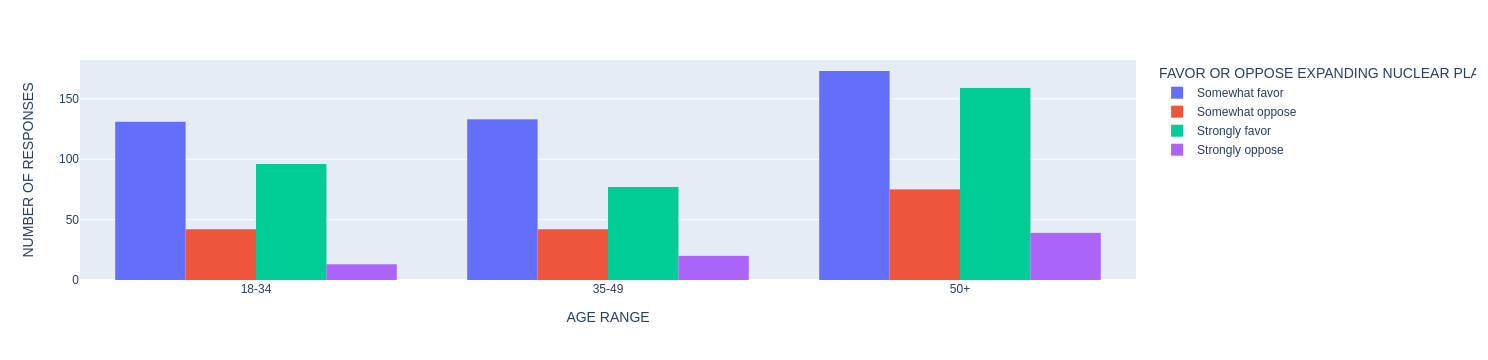 FAVOR OR OPPOSE EXPANDING NUCLEAR
Somewhat favor
Somewhat oppose
Strongly favor
Strongly oppose
NUMBER OF RESPONSES
150
100
50
0
18-34
35-49
50+
AGE RANGE